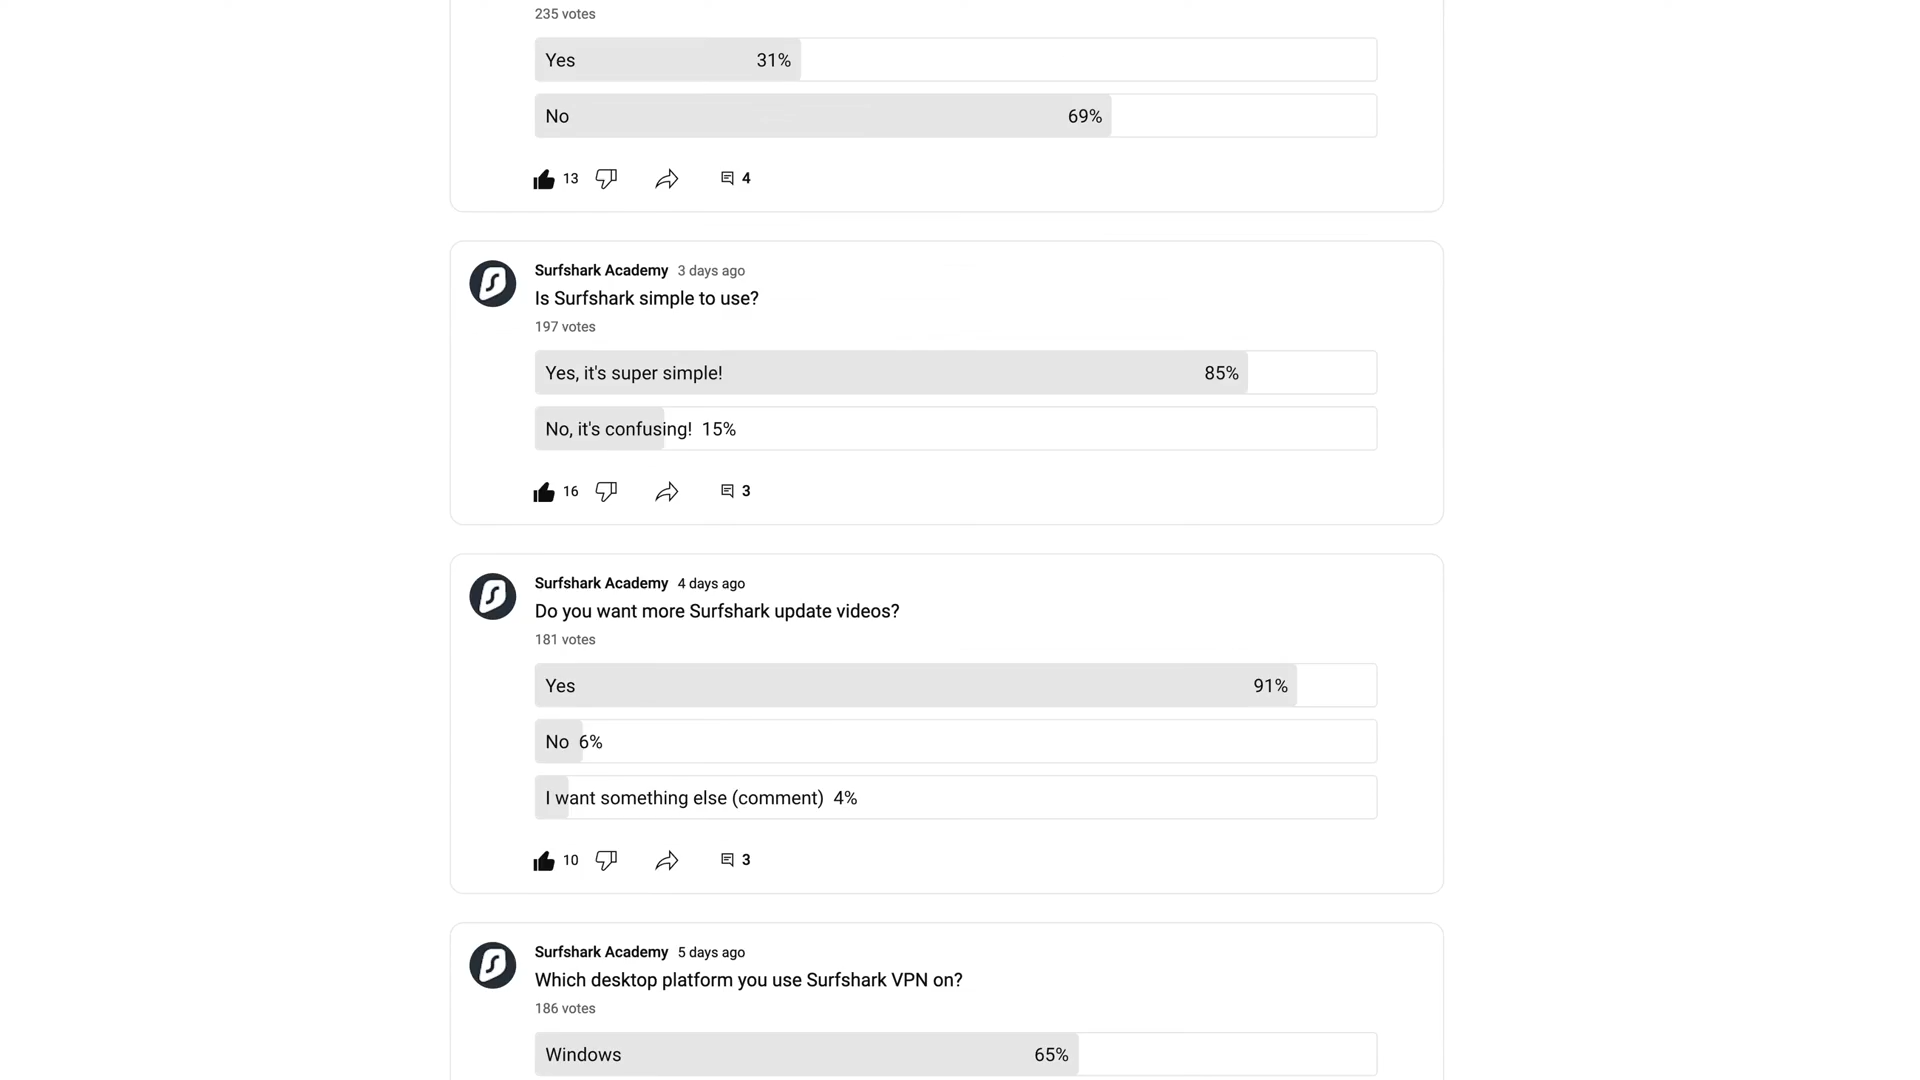 235 votes
Yes 31%
No 69%
13 4
Surfshark Academy 3 days ago
Is Surfshark simple to use?
197 votes
Yes, it's super simple! 85%
No, it's confusing! 15%
16 3
Surfshark Academy 4 days ago
Do you want more Surfshark update videos?
181 votes
Yes 91%
No 6%
I want something else (comment) 4%
10 3
Surfshark Academy 5 days ago
Which desktop platform you use Surfshark VPN on?
186 votes
Windows 65%